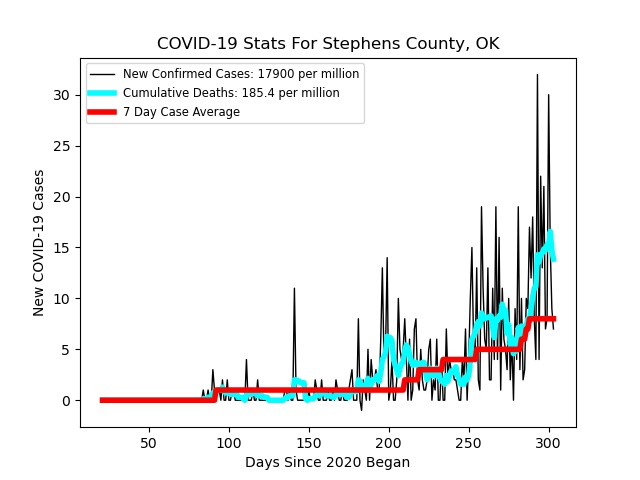 COVID-19 Stats For Stephens County, OK
New Confirmed Cases: 17900 per million
Cumulative Deaths: 185.4 per million
7 Day Case Average
New COVID-19 Cases
30
25
20
15
10
5
0
50 100 150 200 250 300
Days Since 2020 Began